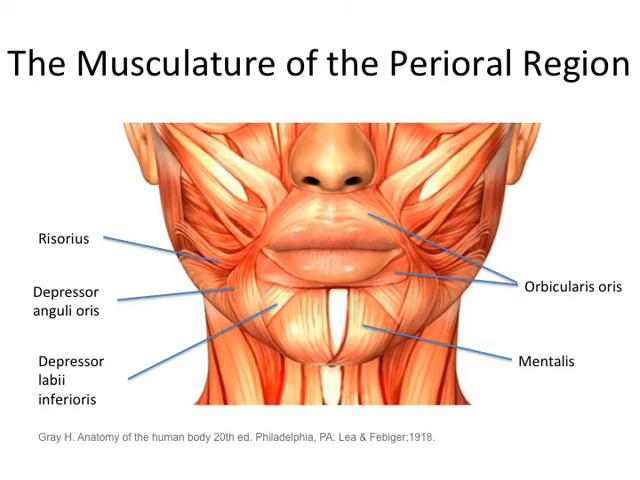 The Musculature of the Perioral Region
Risorius
Depressor
anguli oris
Depressor
labii
inferioris
Orbicularis oris
Mentalis
Gray H. Anatomy of the human body 20th ed. Philadelphia, PA: Lea & Febiger;1918.